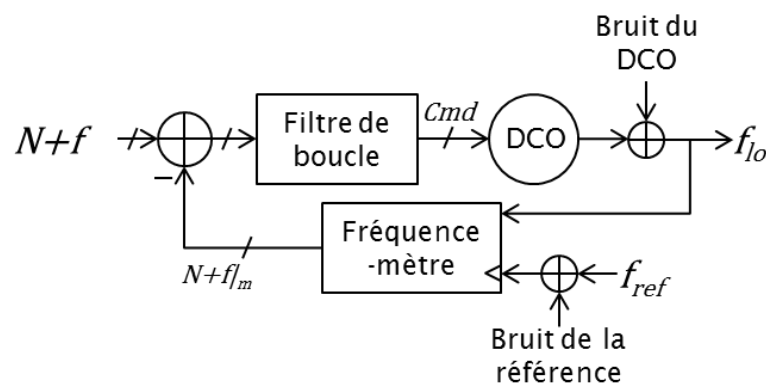 Bruit du
DCO
N+f
−
Filtre de
boucle
Cmd
DCO
f_lo
Fréquence
-mètre
N+f|_m
f_ref
Bruit de la
référence